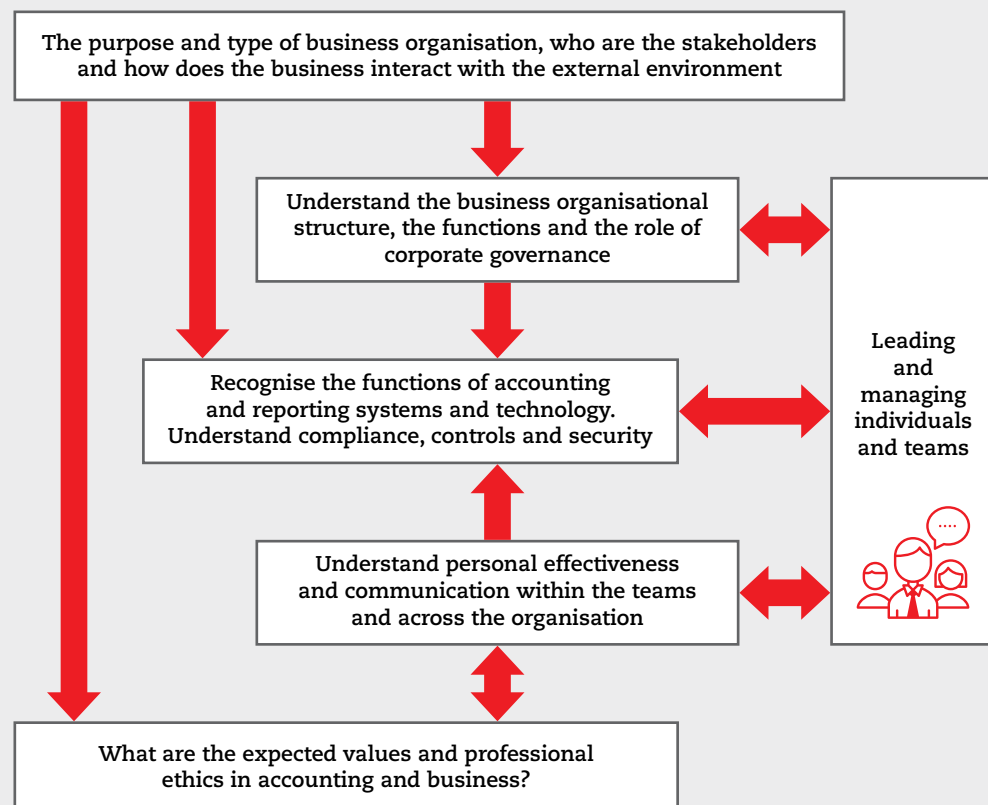 The purpose and type of business organisation, who are the stakeholders
and how does the business interact with the external environment
Understand the business organisational
structure, the functions and the role of
corporate governance
Recognise the functions of accounting
and reporting systems and technology.
Understand compliance, controls and security
Leading
and
managing
individuals
and teams
Understand personal effectiveness
and communication within the teams
and across the organisation
What are the expected values and professional
ethics in accounting and business?